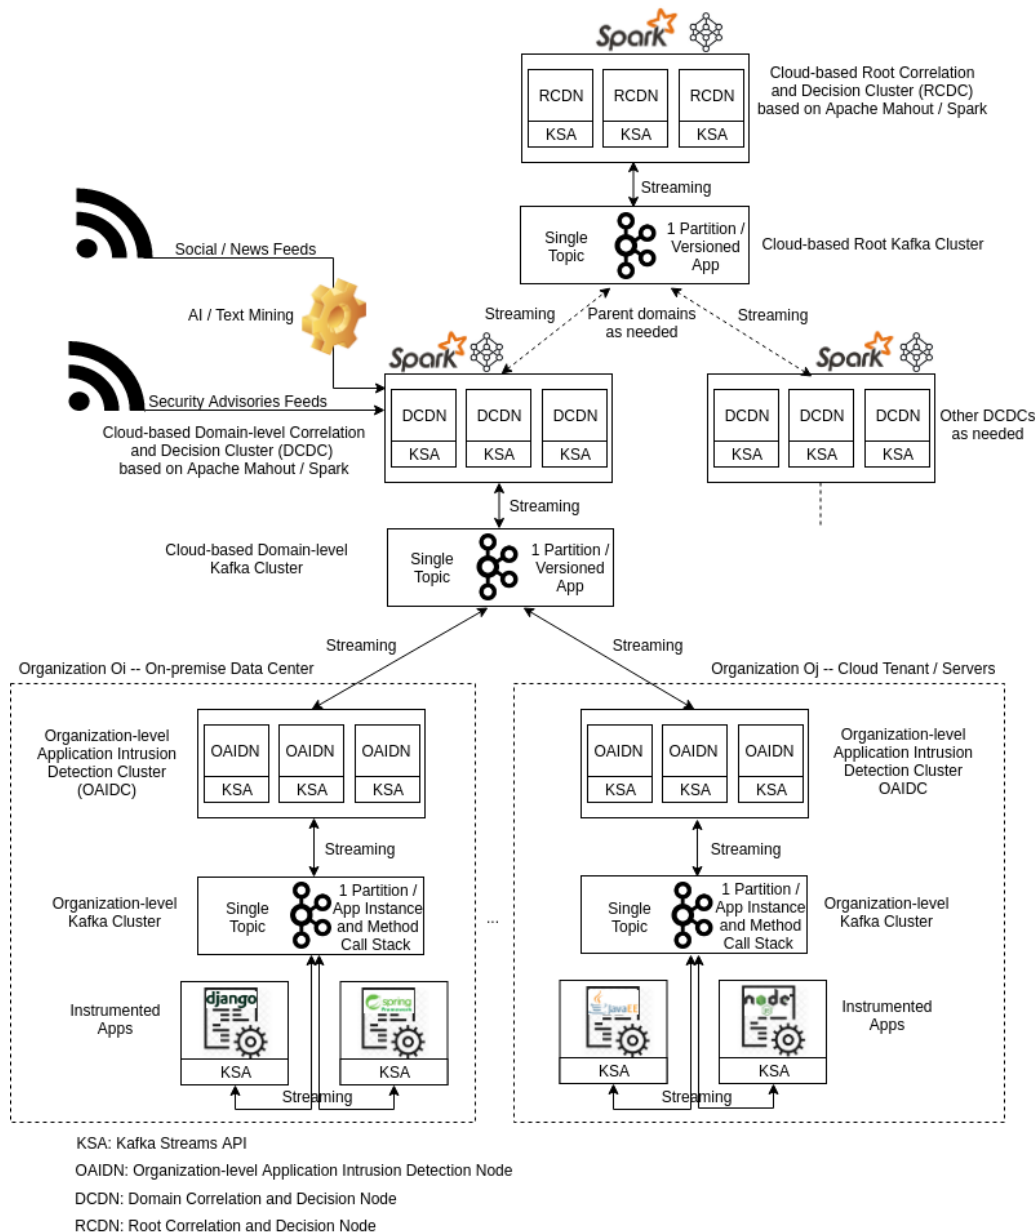 Spark
RCDN
RCDN
RCDN
KSA
KSA
KSA
Cloud-based Root Correlation
and Decision Cluster (RCDC)
based on Apache Mahout / Spark
Streaming
Single
Topic
1 Partition /
Versioned
App
Cloud-based Root Kafka Cluster
Social / News Feeds
AI / Text Mining
Streaming
Parent domains
as needed
Streaming
Spark
Spark
Security Advisories Feeds
DCDN
DCDN
DCDN
KSA
KSA
KSA
DCDN
DCDN
DCDN
KSA
KSA
KSA
Other DCDCs
as needed
Cloud-based Domain-level Correlation
and Decision Cluster (DCDC)
based on Apache Mahout / Spark
Streaming
Cloud-based Domain-level
Kafka Cluster
Single
Topic
1 Partition /
Versioned
App
Streaming
Streaming
Organization Oi -- On-premise Data Center
Organization Oj -- Cloud Tenant / Servers
Organization-level
Application Intrusion
Detection Cluster
(OAIDC)
OAIDN
OAIDN
OAIDN
KSA
KSA
KSA
OAIDN
OAIDN
OAIDN
KSA
KSA
KSA
Organization-level
Application Intrusion
Detection Cluster
OAIDC
Streaming
Streaming
Organization-level
Kafka Cluster
Single
Topic
1 Partition /
App Instance
and Method
Call Stack
...
Single
Topic
1 Partition /
App Instance
and Method
Call Stack
Organization-level
Kafka Cluster
Instrumented
Apps
django
spring
KSA
KSA
Streaming
JavaEE
node
KSA
KSA
Streaming
Instrumented
Apps
KSA: Kafka Streams API
OAIDN: Organization-level Application Intrusion Detection Node
DCDN: Domain Correlation and Decision Node
RCDN: Root Correlation and Decision Node